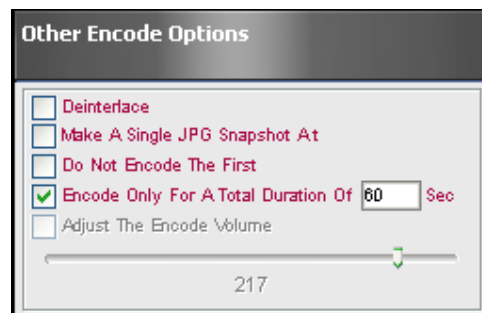 Other Encode Options
Deinterlace
Make A Single JPG Snapshot At
Do Not Encode The First
Encode Only For A Total Duration Of 60 Sec
Adjust The Encode Volume
217